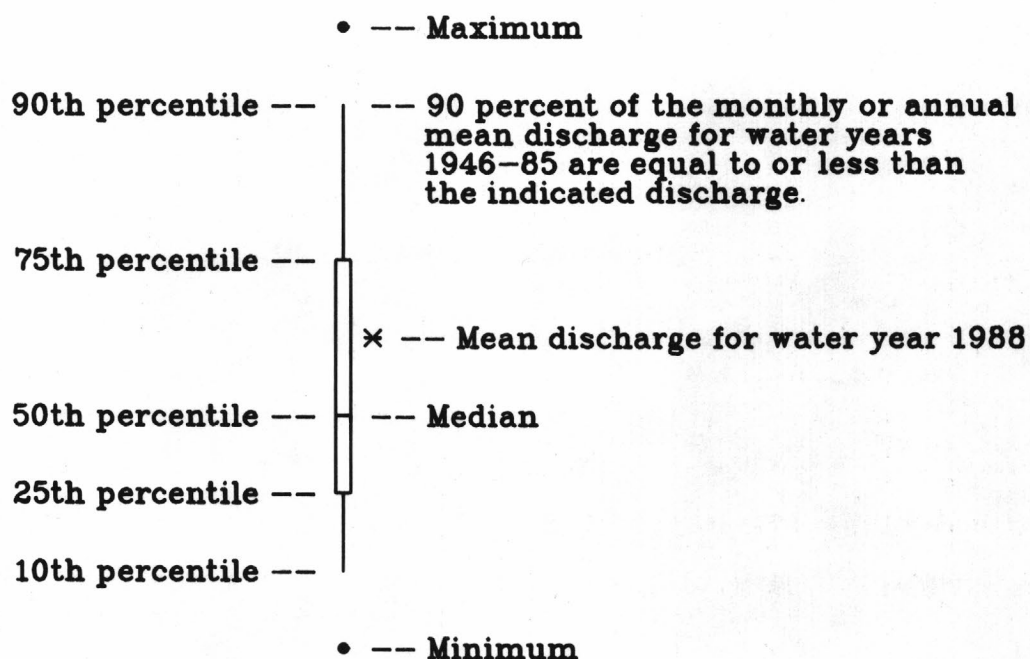 • -- Maximum
90th percentile -- -- 90 percent of the monthly or annual
mean discharge for water years
1946-85 are equal to or less than
the indicated discharge.
75th percentile --
× -- Mean discharge for water year 1988
50th percentile -- -- Median
25th percentile --
10th percentile --
• -- Minimum